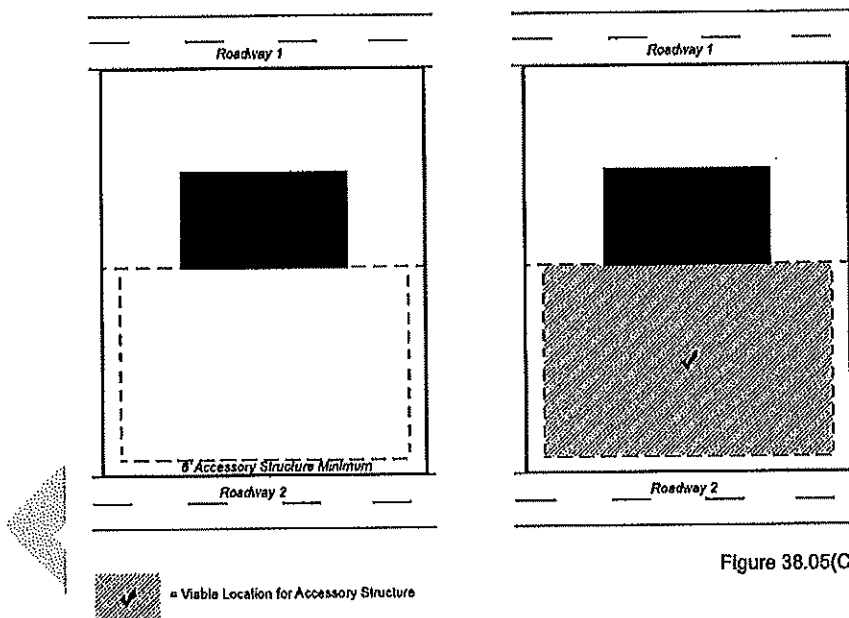 Roadway 1
Roadway 1
6' Accessory Structure Minimum
Roadway 2
Roadway 2
Figure 38.05(C
= Viable Location for Accessory Structure